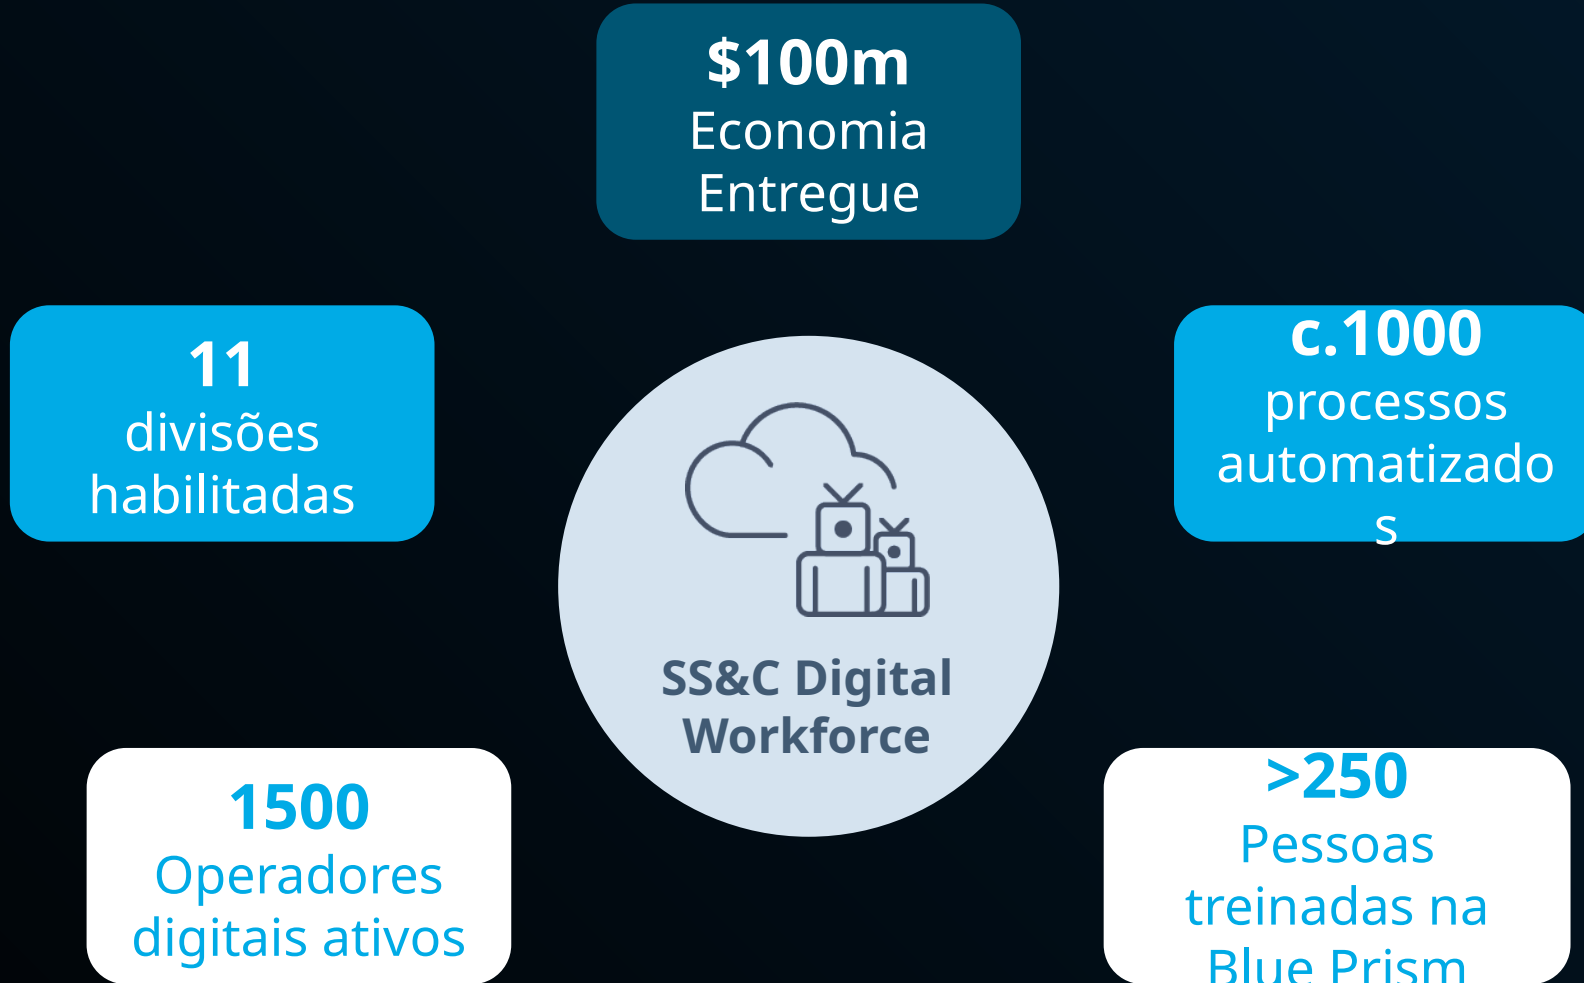 $100m
Economia
Entregue
11
divisões
habilitadas
c.1000
processos
automatizado
s
SS&C Digital
Workforce
1500
Operadores
digitais ativos
>250
Pessoas
treinadas na
Blue Prism